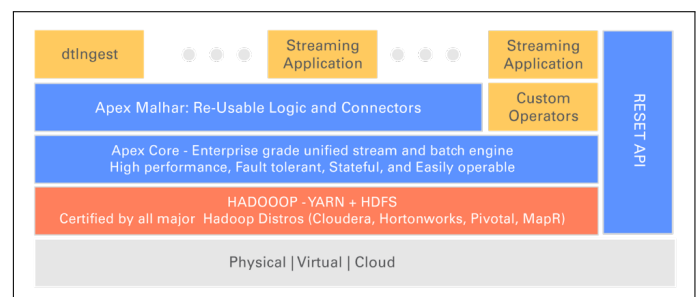 dtIngest
Streaming
Application
Streaming
Application
Apex Malhar: Re-Usable Logic and Connectors
Custom
Operators
RESET API
Apex Core - Enterprise grade unified stream and batch engine
High performance, Fault tolerant, Stateful, and Easily operable
HADOOOP - YARN + HDFS
Certified by all major Hadoop Distros (Cloudera, Hortonworks, Pivotal, MapR)
Physical | Virtual | Cloud